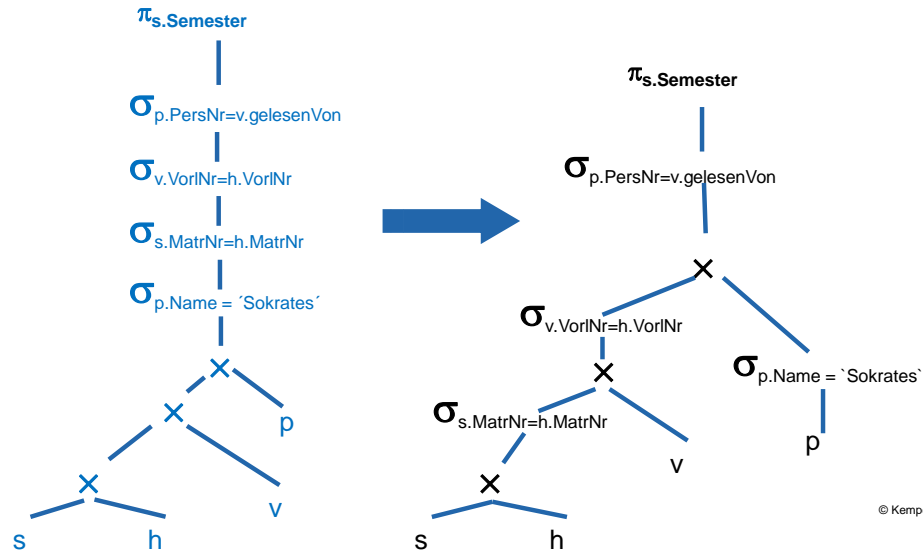 πs.Semester
σp.PersNr=v.gelesenVon
σv.VorlNr=h.VorlNr
σs.MatrNr=h.MatrNr
σp.Name = ´Sokrates´
×
×
p
×
v
s h
πs.Semester
σp.PersNr=v.gelesenVon
×
σv.VorlNr=h.VorlNr
σp.Name = `Sokrates`
×
σs.MatrNr=h.MatrNr
p
v
×
s h
© Kemp